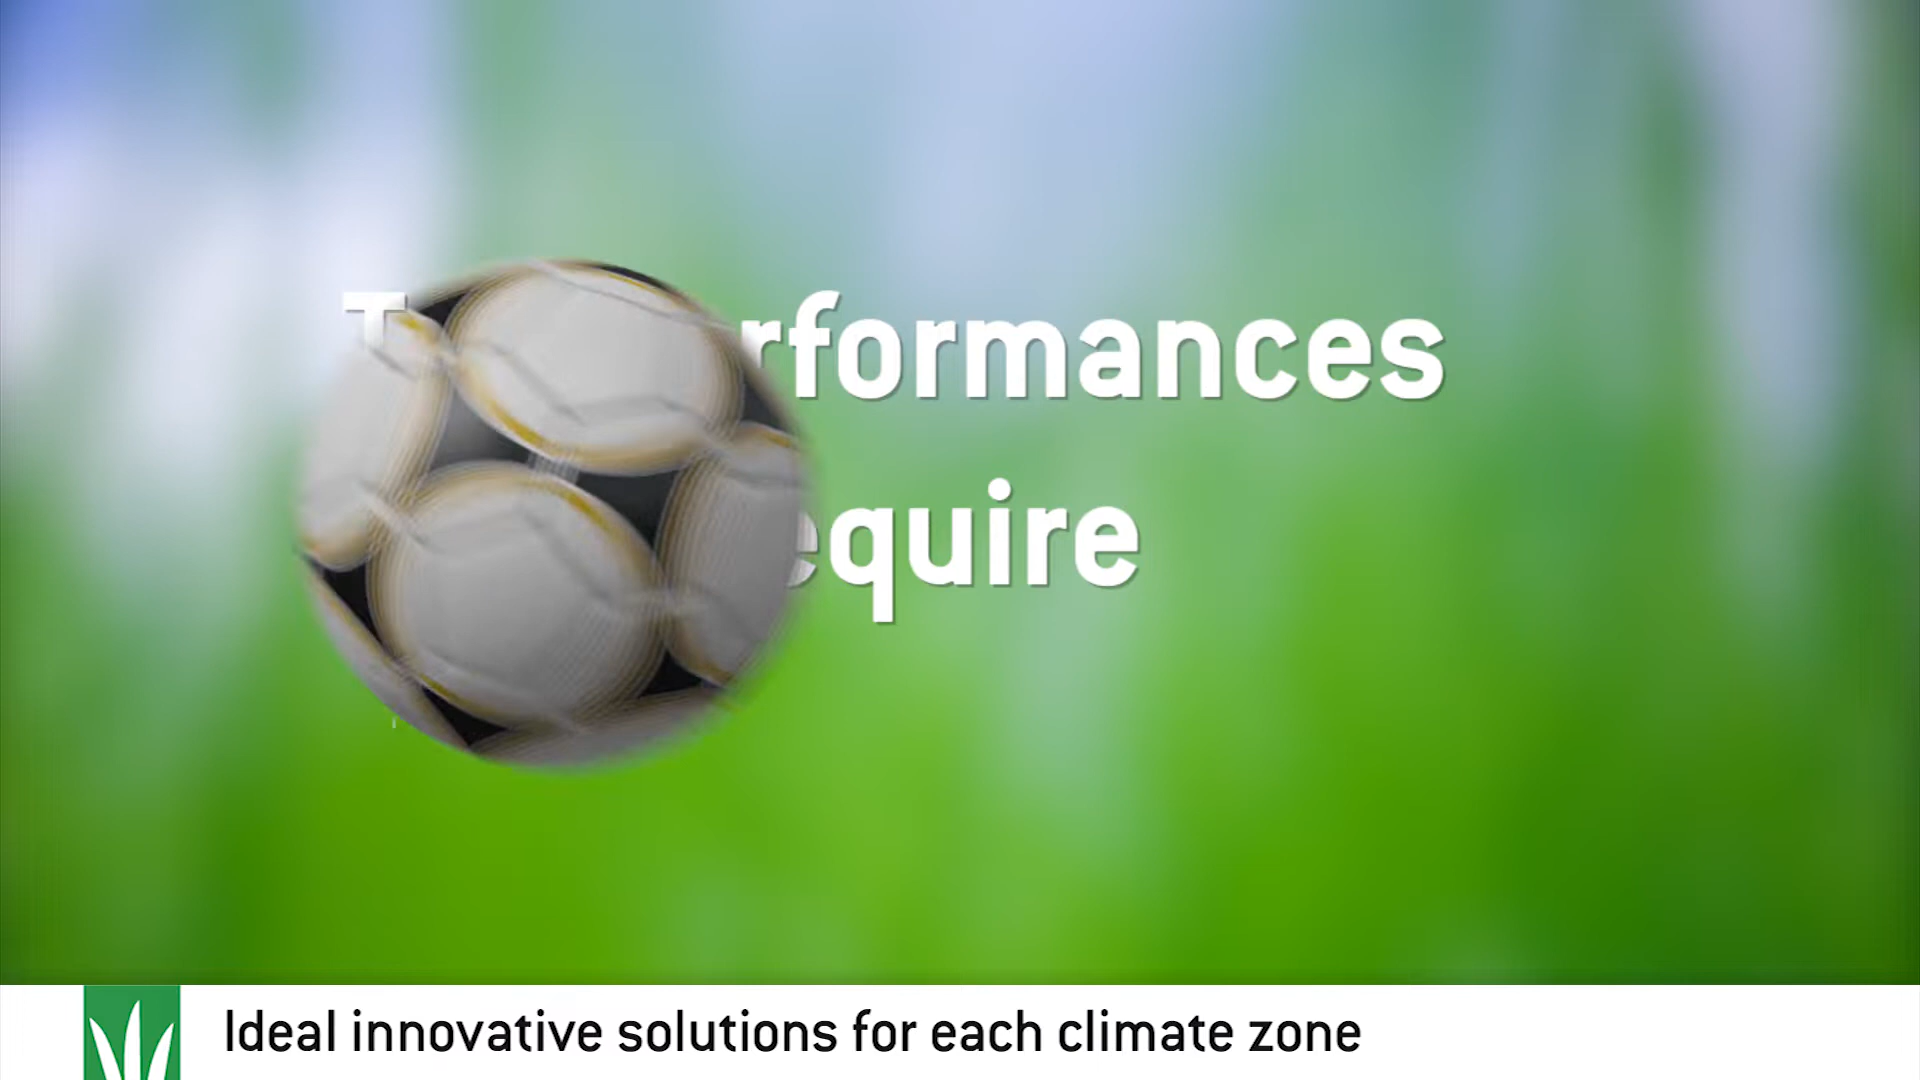 T rformances
equire
Ideal innovative solutions for each climate zone